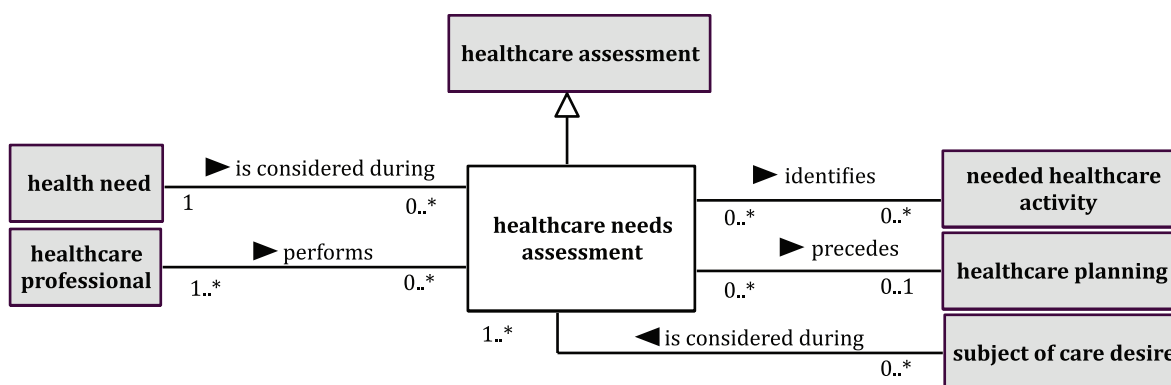 healthcare assessment
health need
► is considered during
1
0..*
healthcare
professional
► performs
1..*
0..*
healthcare needs
assessment
► identifies
0..*
0..*
needed healthcare
activity
► precedes
0..*
0..1
healthcare planning
1..*
◄ is considered during
0..*
subject of care desire